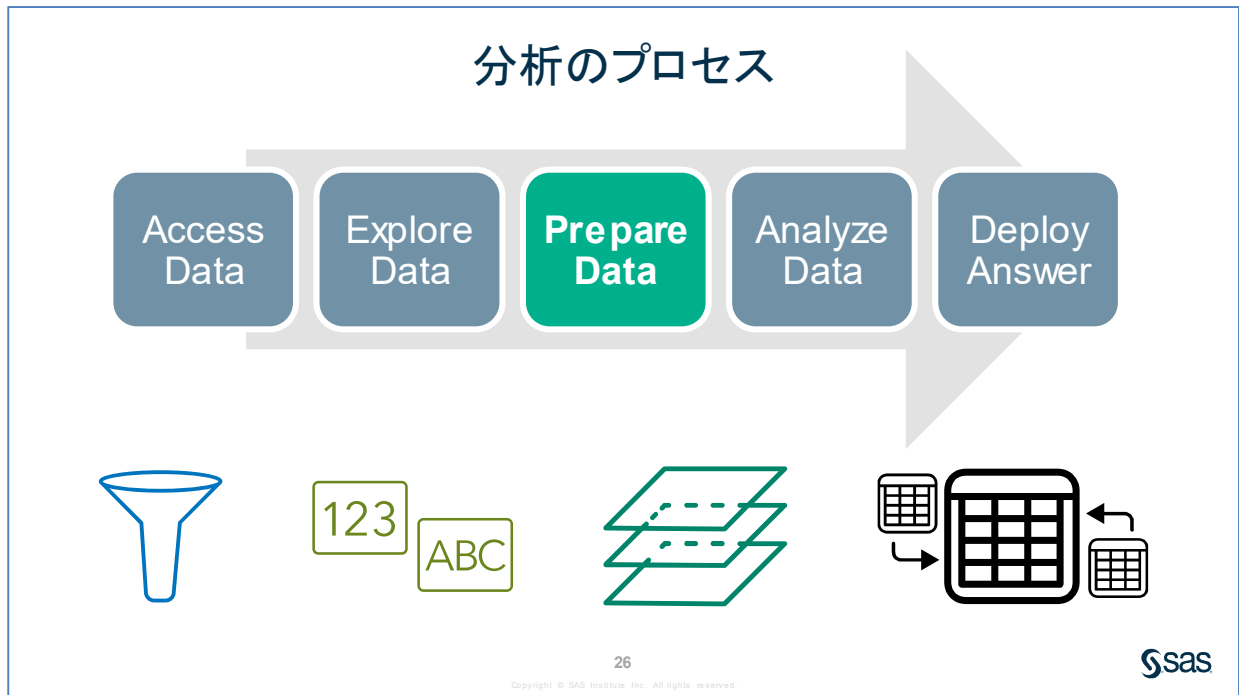 分析のプロセス
Access
Data
Explore
Data
Prepare
Data
Analyze
Data
Deploy
Answer
123
ABC
26
Copyright © SAS Institute Inc. All rights reserved.
sas